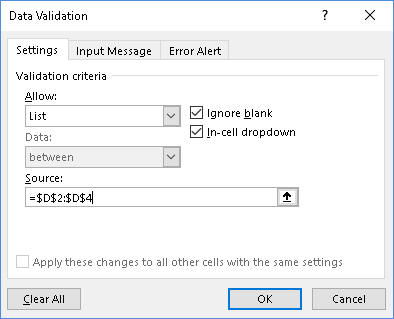 Data Validation
?
Settings Input Message Error Alert
Validation criteria
Allow:
List
Ignore blank
In-cell dropdown
Data:
between
Source:
=$D$2:$D$4
Apply these changes to all other cells with the same settings
Clear All OK Cancel